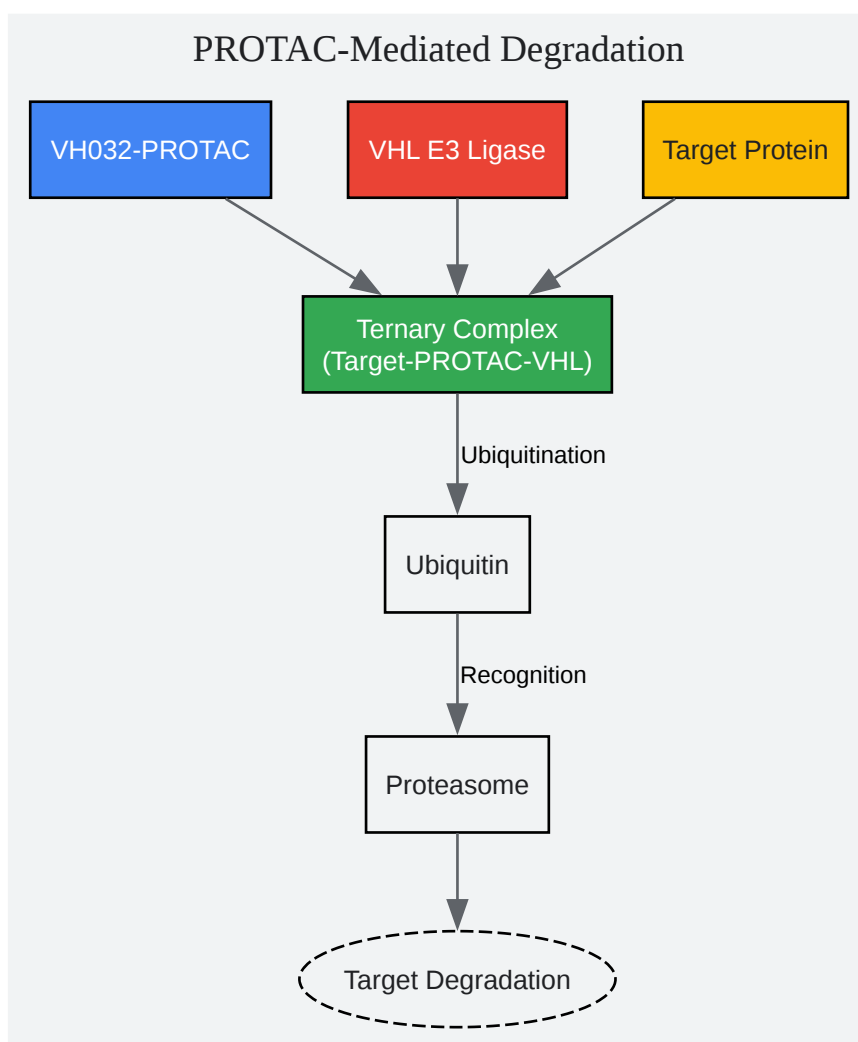 PROTAC-Mediated Degradation
VH032-PROTAC
VHL E3 Ligase
Target Protein
Ternary Complex
(Target-PROTAC-VHL)
Ubiquitination
Ubiquitin
Recognition
Proteasome
Target Degradation